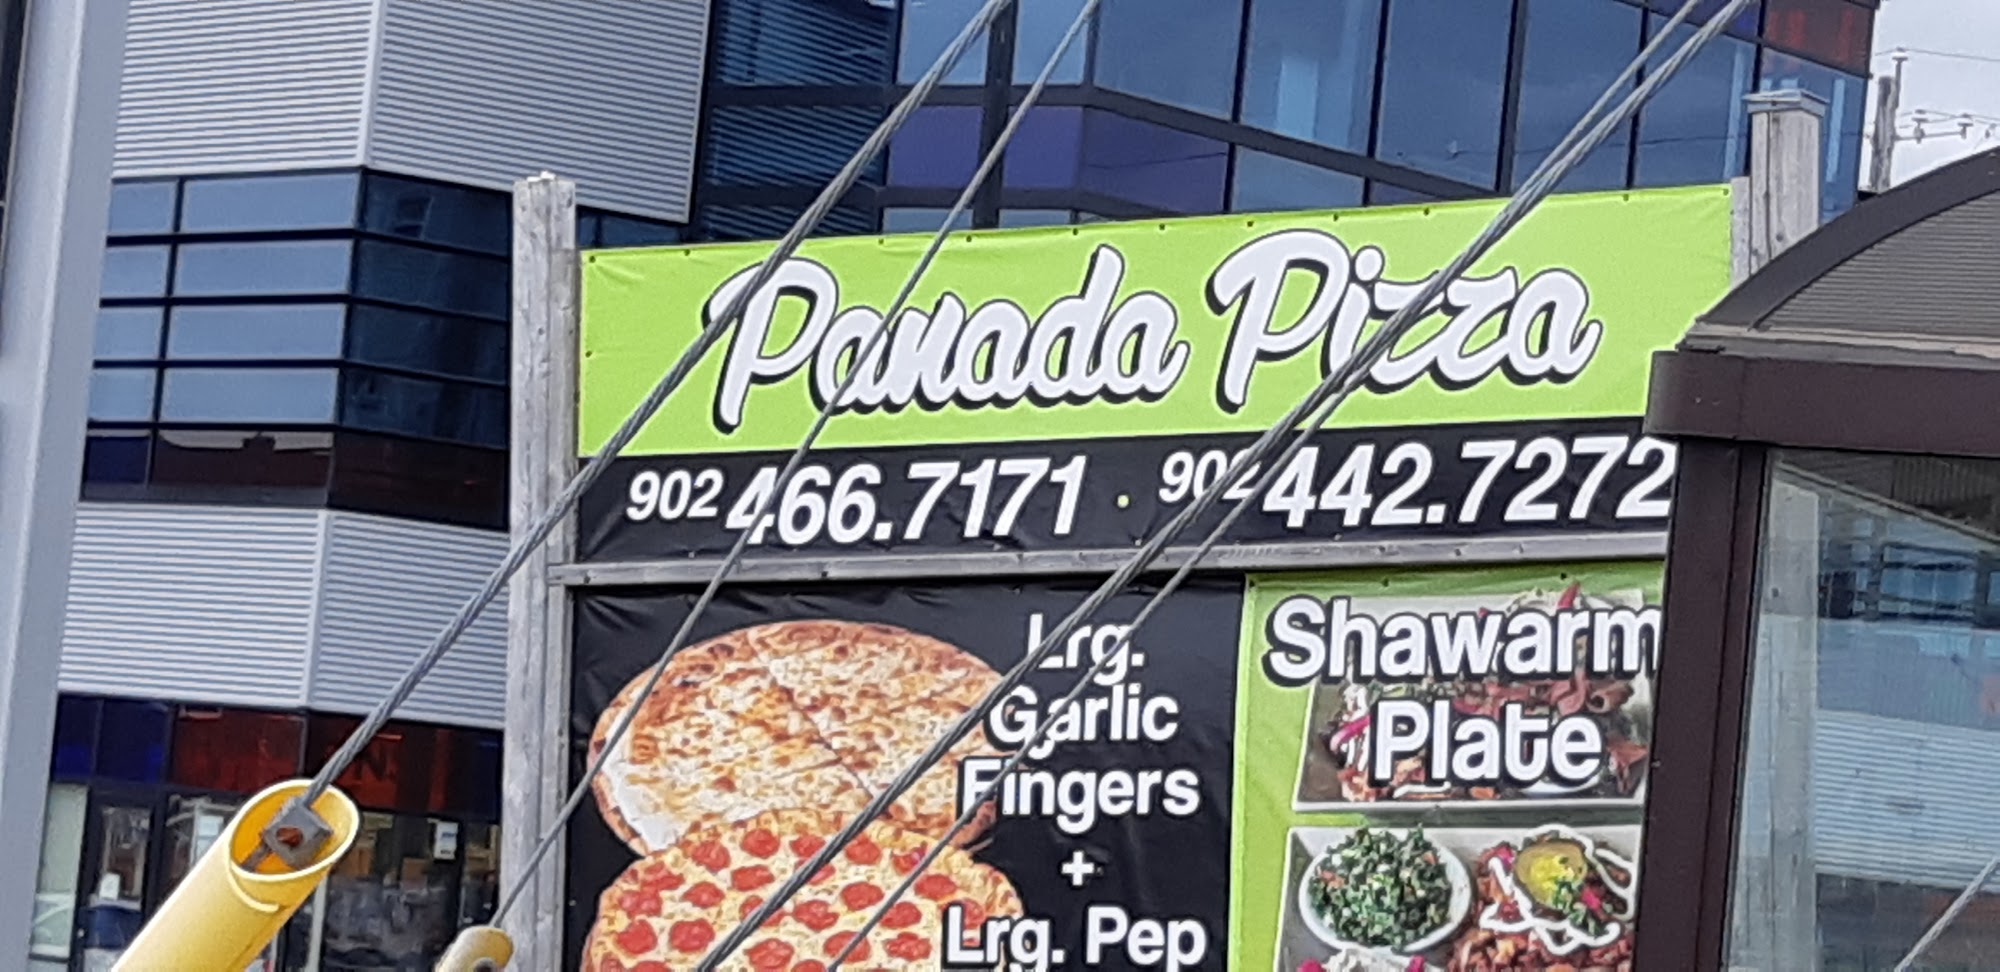 Panada Pizza
902 466.7171 · 902 442.7272
Lrg.
Garlic
Fingers
+
Lrg. Pep
Shawarm
Plate